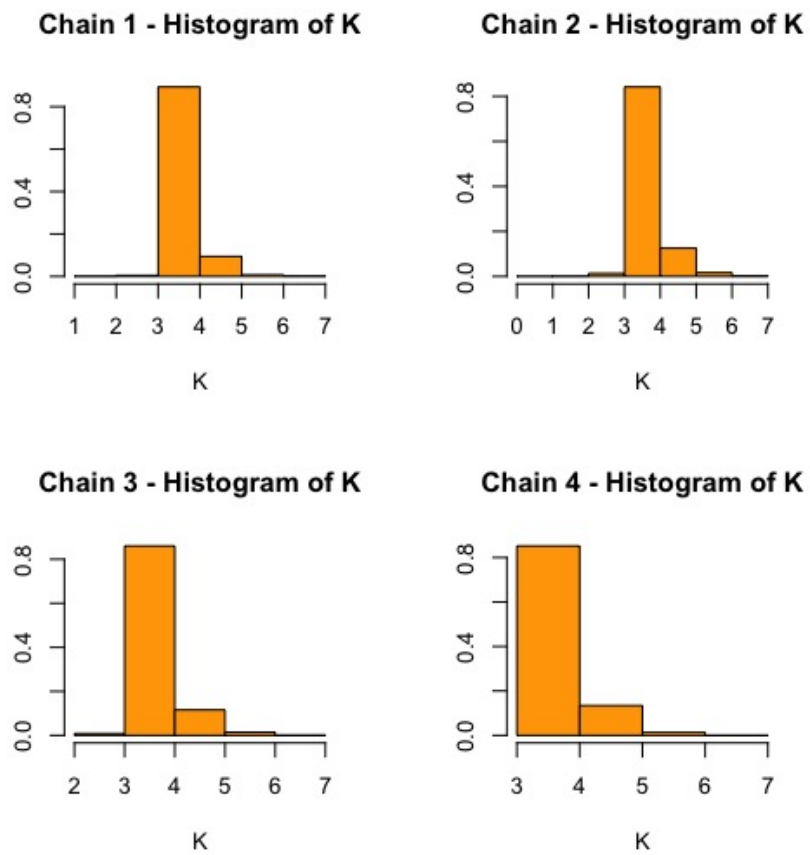 Chain 1 - Histogram of K
0.8
0.4
0.0
1 2 3 4 5 6 7
K
Chain 2 - Histogram of K
0.8
0.4
0.0
0 1 2 3 4 5 6 7
K
Chain 3 - Histogram of K
0.8
0.4
0.0
2 3 4 5 6 7
K
Chain 4 - Histogram of K
0.8
0.4
0.0
3 4 5 6 7
K